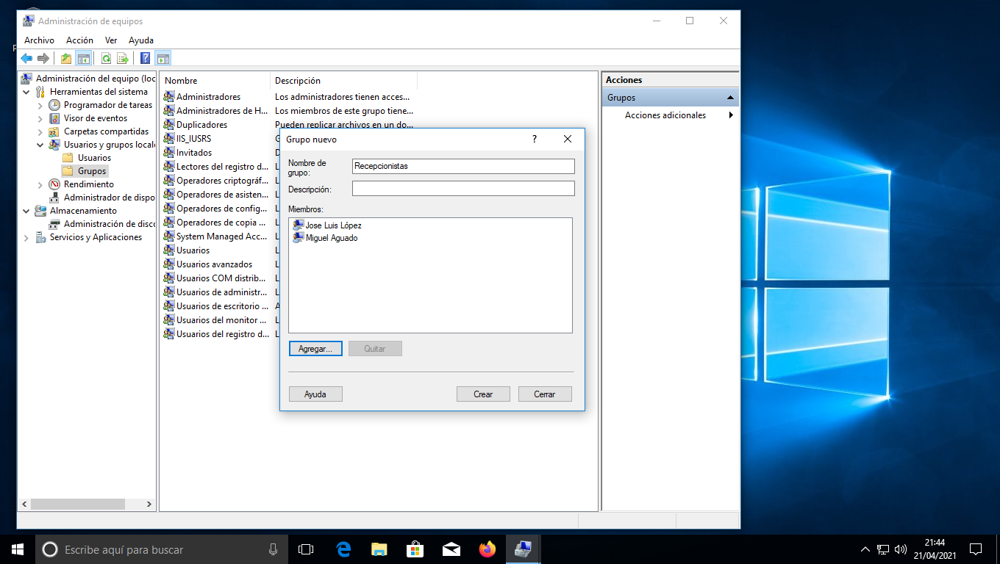 Administración de equipos
Archivo Acción Ver Ayuda
Administración del equipo (loc
Herramientas del sistema
Programador de tareas
Visor de eventos
Carpetas compartidas
Usuarios y grupos local
Usuarios
Grupos
Rendimiento
Administrador de dispo
Almacenamiento
Administración de disc
Servicios y Aplicaciones
Nombre Descripción
Administradores Los administradores tienen acces...
Administradores de H... Los miembros de este grupo tiene...
Duplicadores Pueden replicar archivos en un do...
IIS_IUSRS
Invitados D
Lectores del registro d... L
Operadores criptográf... L
Operadores de asisten... L
Operadores de config... L
Operadores de copia ... L
System Managed Acc... L
Usuarios L
Usuarios avanzados L
Usuarios COM distrib... L
Usuarios de administr... L
Usuarios de escritorio ... A
Usuarios del monitor ... L
Usuarios del registro d... L
Grupo nuevo ?
Nombre de
grupo:
Recepcionistas
Descripción:
Miembros:
Jose Luis López
Miguel Aguado
Agregar... Quitar
Ayuda Crear Cerrar
Acciones
Grupos
Acciones adicionales
Escribe aquí para buscar
21:44
21/04/2021